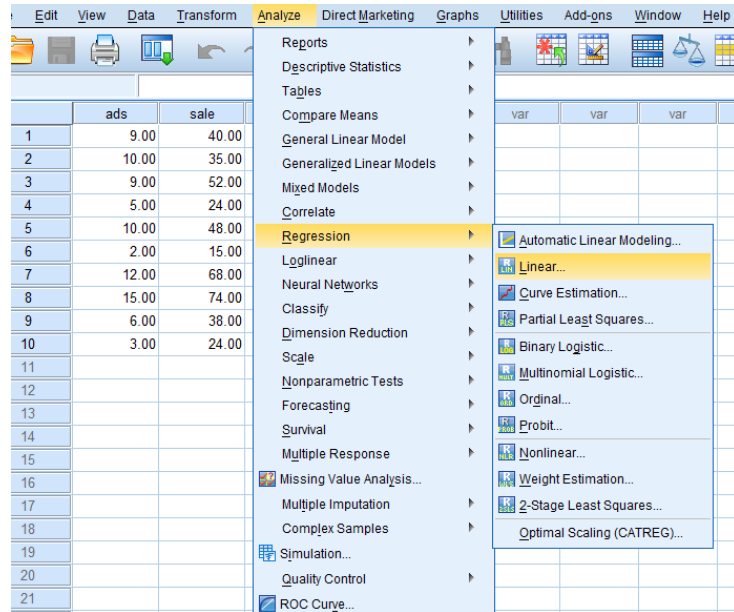 Edit View Data Transform Analyze Direct Marketing Graphs Utilities Add-ons Window Help
Reports
Descriptive Statistics
Tables
Compare Means
General Linear Model
Generalized Linear Models
Mixed Models
Correlate
Regression
Loglinear
Neural Networks
Classify
Dimension Reduction
Scale
Nonparametric Tests
Forecasting
Survival
Multiple Response
Missing Value Analysis...
Multiple Imputation
Complex Samples
Simulation...
Quality Control
ROC Curve...
Automatic Linear Modeling...
Linear...
Curve Estimation...
Partial Least Squares...
Binary Logistic...
Multinomial Logistic...
Ordinal...
Probit...
Nonlinear...
Weight Estimation...
2-Stage Least Squares...
Optimal Scaling (CATREG)...
ads sale var var var
1 9.00 40.00
2 10.00 35.00
3 9.00 52.00
4 5.00 24.00
5 10.00 48.00
6 2.00 15.00
7 12.00 68.00
8 15.00 74.00
9 6.00 38.00
10 3.00 24.00
11
12
13
14
15
16
17
18
19
20
21